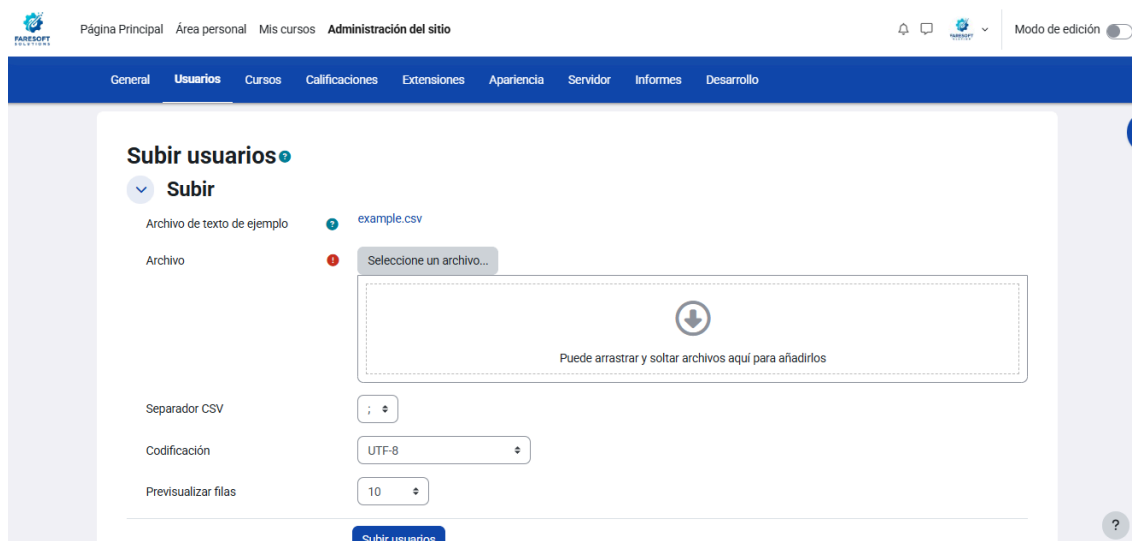 FARESOFT
SOLUTIONS
Página Principal Área personal Mis cursos Administración del sitio
Modo de edición
General Usuarios Cursos Calificaciones Extensiones Apariencia Servidor Informes Desarrollo
Subir usuarios ?
Subir
Archivo de texto de ejemplo ? example.csv
Archivo ! Seleccione un archivo...
Puede arrastrar y soltar archivos aquí para añadirlos
Separador CSV ;
Codificación UTF-8
Previsualizar filas 10
Subir usuarios
?